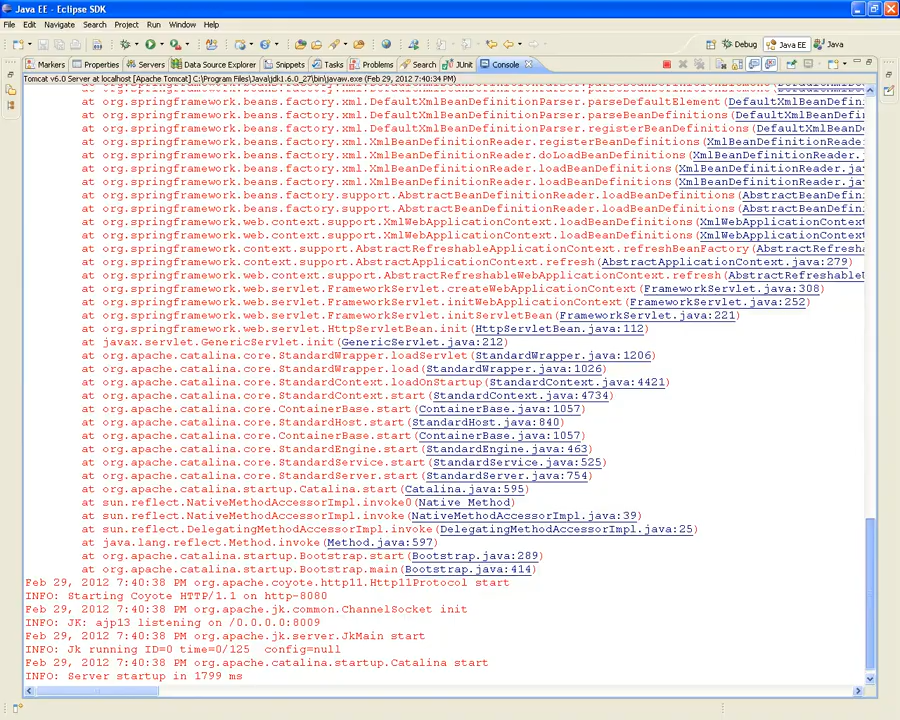 Java EE - Eclipse SDK
File Edit Navigate Search Project Run Window Help
Debug Java EE Java
Markers Properties Servers Data Source Explorer Snippets Tasks Problems Search JUnit Console
Tomcat v6.0 Server at localhost [Apache Tomcat] C:\Program Files\Java\jdk1.6.0_27\bin\javaw.exe (Feb 29, 2012 7:40:34 PM)
at org.springframework.beans.factory.xml.DefaultXmlBeanDefinitionParser.parseDefaultElement(DefaultXmlBeanDefin
at org.springframework.beans.factory.xml.DefaultXmlBeanDefinitionParser.parseBeanDefinitions(DefaultXmlBeanDefi
at org.springframework.beans.factory.xml.DefaultXmlBeanDefinitionParser.registerBeanDefinitions(DefaultXmlBeanD
at org.springframework.beans.factory.xml.XmlBeanDefinitionReader.registerBeanDefinitions(XmlBeanDefinitionReade
at org.springframework.beans.factory.xml.XmlBeanDefinitionReader.doLoadBeanDefinitions(XmlBeanDefinitionReader.
at org.springframework.beans.factory.xml.XmlBeanDefinitionReader.loadBeanDefinitions(XmlBeanDefinitionReader.jav
at org.springframework.beans.factory.xml.XmlBeanDefinitionReader.loadBeanDefinitions(XmlBeanDefinitionReader.jav
at org.springframework.beans.factory.support.AbstractBeanDefinitionReader.loadBeanDefinitions(AbstractBeanDefin
at org.springframework.beans.factory.support.AbstractBeanDefinitionReader.loadBeanDefinitions(AbstractBeanDefin
at org.springframework.web.context.support.XmlWebApplicationContext.loadBeanDefinitions(XmlWebApplicationContex
at org.springframework.web.context.support.XmlWebApplicationContext.loadBeanDefinitions(XmlWebApplicationContex
at org.springframework.context.support.AbstractRefreshableApplicationContext.refreshBeanFactory(AbstractRefresha
at org.springframework.context.support.AbstractApplicationContext.refresh(AbstractApplicationContext.java:279)
at org.springframework.web.context.support.AbstractRefreshableWebApplicationContext.refresh(AbstractRefreshableW
at org.springframework.web.servlet.FrameworkServlet.createWebApplicationContext(FrameworkServlet.java:308)
at org.springframework.web.servlet.FrameworkServlet.initWebApplicationContext(FrameworkServlet.java:252)
at org.springframework.web.servlet.FrameworkServlet.initServletBean(FrameworkServlet.java:221)
at org.springframework.web.servlet.HttpServletBean.init(HttpServletBean.java:112)
at javax.servlet.GenericServlet.init(GenericServlet.java:212)
at org.apache.catalina.core.StandardWrapper.loadServlet(StandardWrapper.java:1206)
at org.apache.catalina.core.StandardWrapper.load(StandardWrapper.java:1026)
at org.apache.catalina.core.StandardContext.loadOnStartup(StandardContext.java:4421)
at org.apache.catalina.core.StandardContext.start(StandardContext.java:4734)
at org.apache.catalina.core.ContainerBase.start(ContainerBase.java:1057)
at org.apache.catalina.core.StandardHost.start(StandardHost.java:840)
at org.apache.catalina.core.ContainerBase.start(ContainerBase.java:1057)
at org.apache.catalina.core.StandardEngine.start(StandardEngine.java:463)
at org.apache.catalina.core.StandardService.start(StandardService.java:525)
at org.apache.catalina.core.StandardServer.start(StandardServer.java:754)
at org.apache.catalina.startup.Catalina.start(Catalina.java:595)
at sun.reflect.NativeMethodAccessorImpl.invoke0(Native Method)
at sun.reflect.NativeMethodAccessorImpl.invoke(NativeMethodAccessorImpl.java:39)
at sun.reflect.DelegatingMethodAccessorImpl.invoke(DelegatingMethodAccessorImpl.java:25)
at java.lang.reflect.Method.invoke(Method.java:597)
at org.apache.catalina.startup.Bootstrap.start(Bootstrap.java:289)
at org.apache.catalina.startup.Bootstrap.main(Bootstrap.java:414)
Feb 29, 2012 7:40:38 PM org.apache.coyote.http11.Http11Protocol start
INFO: Starting Coyote HTTP/1.1 on http-8080
Feb 29, 2012 7:40:38 PM org.apache.jk.common.ChannelSocket init
INFO: JK: ajp13 listening on /0.0.0.0:8009
Feb 29, 2012 7:40:38 PM org.apache.jk.server.JkMain start
INFO: Jk running ID=0 time=0/125 config=null
Feb 29, 2012 7:40:38 PM org.apache.catalina.startup.Catalina start
INFO: Server startup in 1799 ms